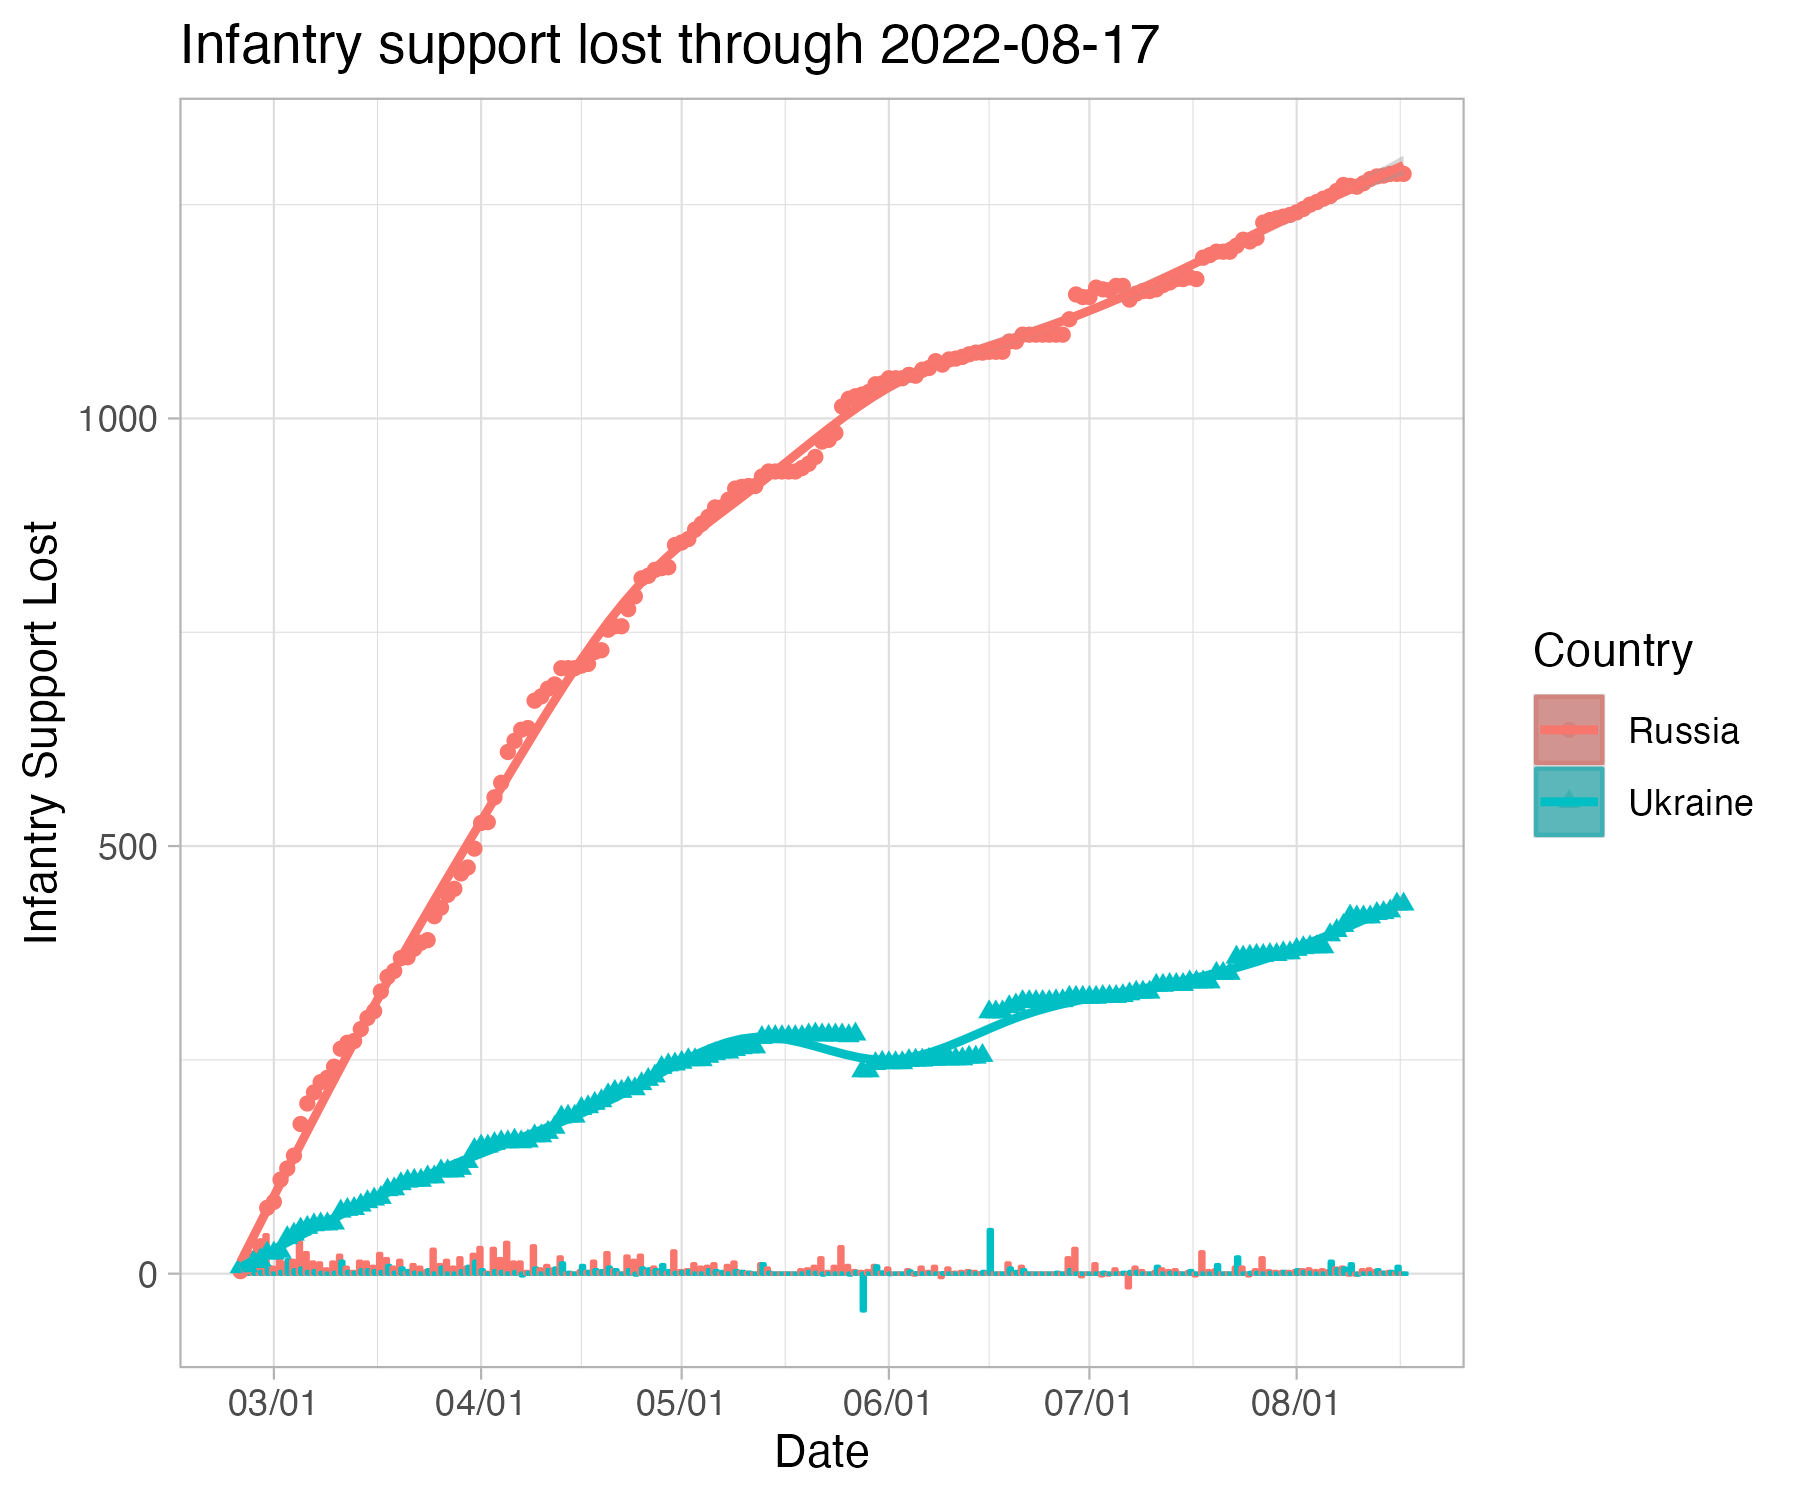 Infantry support lost through 2022-08-17
Infantry Support Lost
1000
500
0
03/01 04/01 05/01 06/01 07/01 08/01
Date
Country
Russia
Ukraine